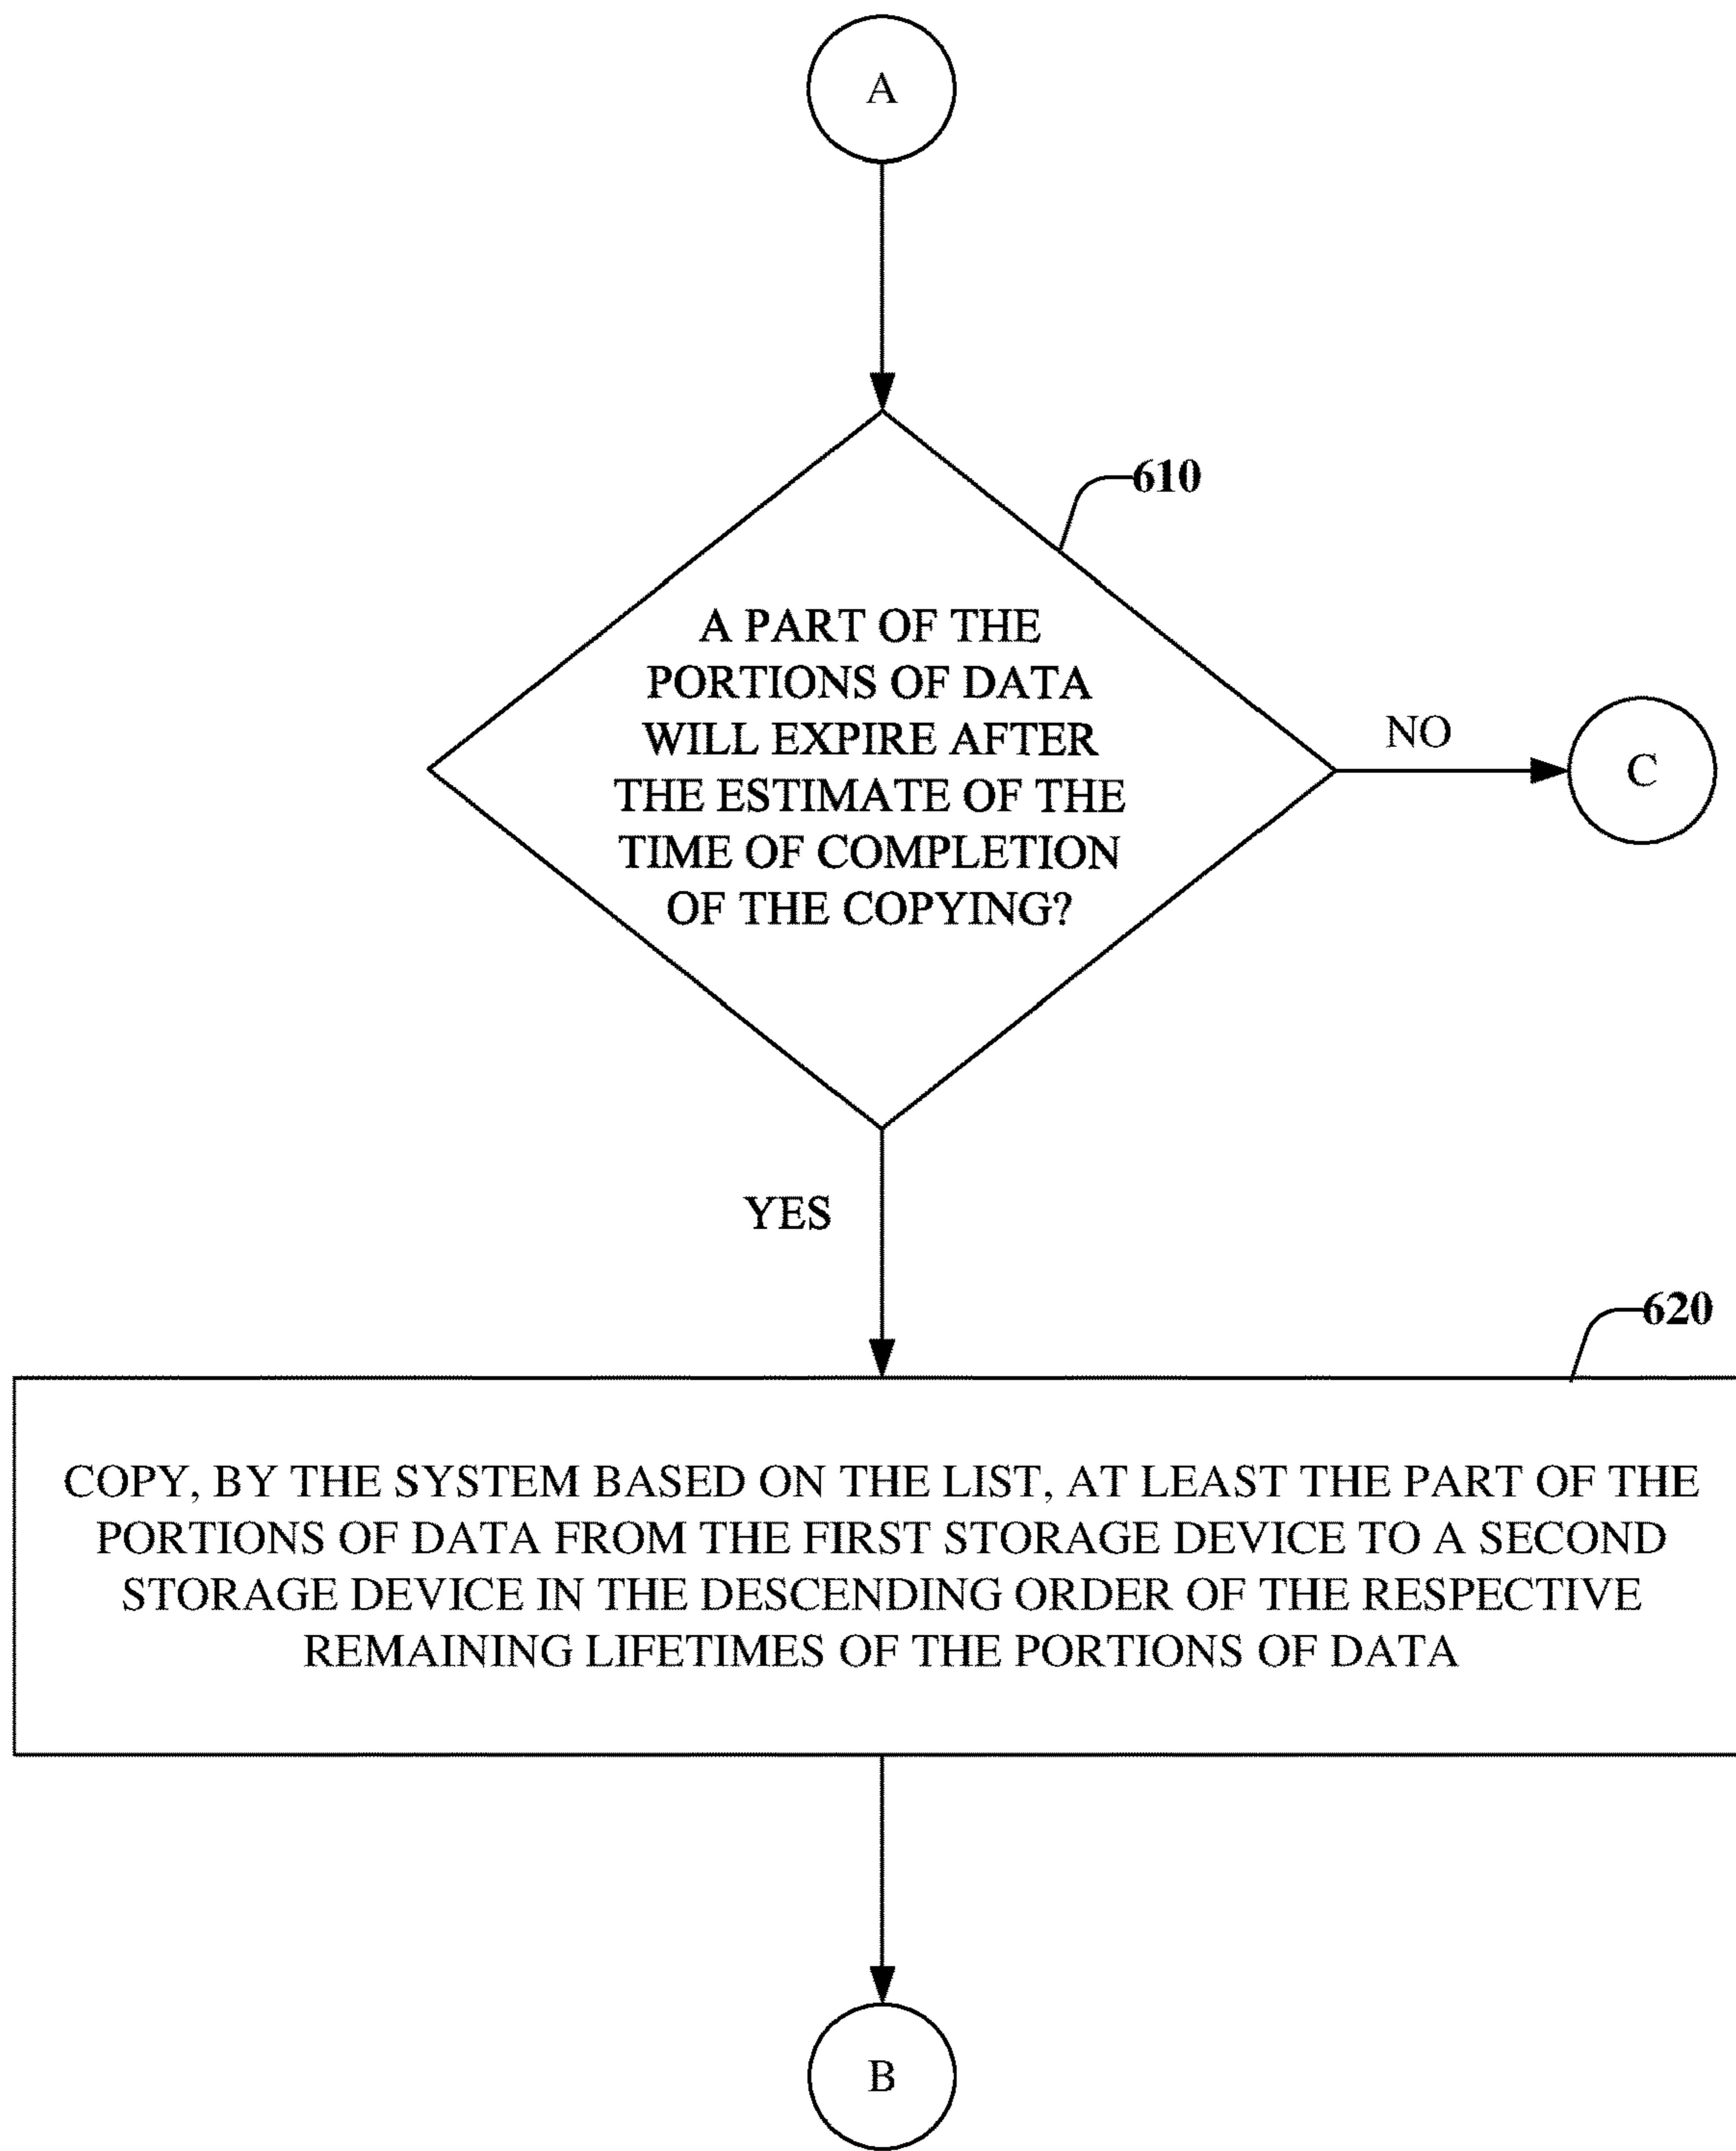 A
610
A PART OF THE
PORTIONS OF DATA
WILL EXPIRE AFTER
THE ESTIMATE OF THE
TIME OF COMPLETION
OF THE COPYING?
NO
C
YES
620
COPY, BY THE SYSTEM BASED ON THE LIST, AT LEAST THE PART OF THE
PORTIONS OF DATA FROM THE FIRST STORAGE DEVICE TO A SECOND
STORAGE DEVICE IN THE DESCENDING ORDER OF THE RESPECTIVE
REMAINING LIFETIMES OF THE PORTIONS OF DATA
B